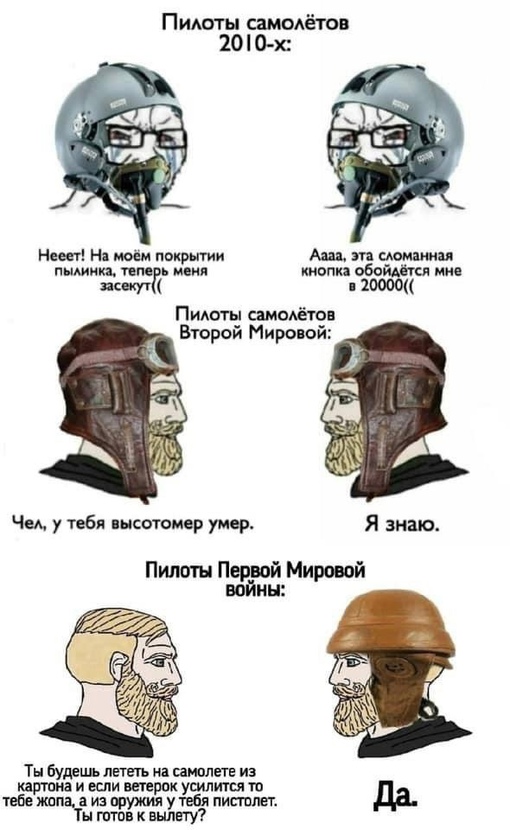 Пилоты самолётов
2010-х:
Нееет! На моём покрытии
пылинка, теперь меня
засекут((
Аааа, эта сломанная
кнопка обойдётся мне
в 20000((
Пилоты самолётов
Второй Мировой:
Чел, у тебя высотомер умер.
Я знаю.
Пилоты Первой Мировой
войны:
Ты будешь лететь на самолете из
картона и если ветерок усилится то
тебе жопа, а из оружия у тебя пистолет.
Ты готов к вылету?
Да.